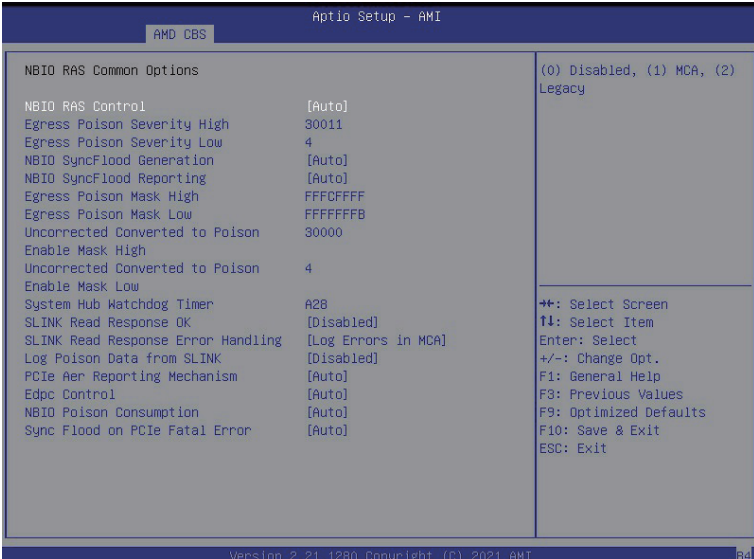 Aptio Setup – AMI
AMD CBS
NBIO RAS Common Options
NBIO RAS Control [Auto]
Egress Poison Severity High 30011
Egress Poison Severity Low 4
NBIO SyncFlood Generation [Auto]
NBIO SyncFlood Reporting [Auto]
Egress Poison Mask High FFFCFFFF
Egress Poison Mask Low FFFFFFFB
Uncorrected Converted to Poison 30000
Enable Mask High
Uncorrected Converted to Poison 4
Enable Mask Low
System Hub Watchdog Timer A28
SLINK Read Response OK [Disabled]
SLINK Read Response Error Handling [Log Errors in MCA]
Log Poison Data from SLINK [Disabled]
PCIe Aer Reporting Mechanism [Auto]
Edpc Control [Auto]
NBIO Poison Consumption [Auto]
Sync Flood on PCIe Fatal Error [Auto]
(0) Disabled, (1) MCA, (2)
Legacy
→←: Select Screen
↑↓: Select Item
Enter: Select
+/-: Change Opt.
F1: General Help
F3: Previous Values
F9: Optimized Defaults
F10: Save & Exit
ESC: Exit
Version 2.21.1280 Copyright (C) 2021 AMI
B4